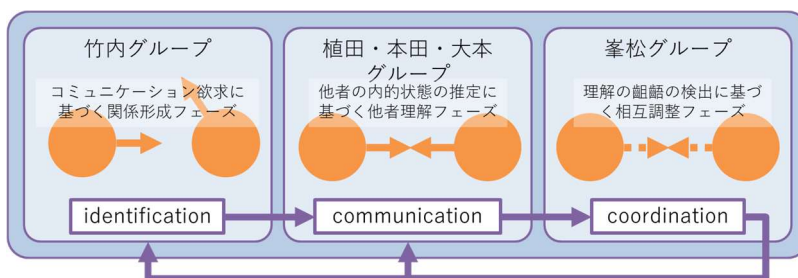 竹内グループ
コミュニケーション欲求に
基づく関係形成フェーズ
identification
植田・本田・大本
グループ
他者の内的状態の推定に
基づく他者理解フェーズ
communication
峯松グループ
理解の齟齬の検出に基づ
く相互調整フェーズ
coordination